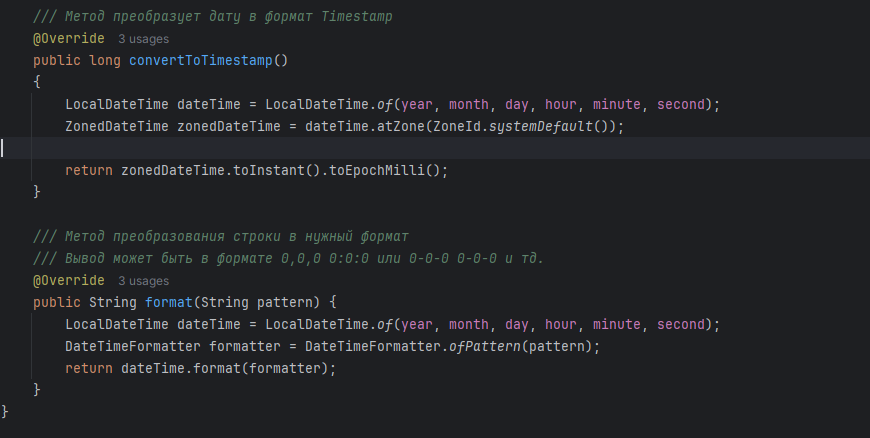 /// Метод преобразует дату в формат Timestamp
@Override 3 usages
public long convertToTimestamp()
{
LocalDateTime dateTime = LocalDateTime.of(year, month, day, hour, minute, second);
ZonedDateTime zonedDateTime = dateTime.atZone(ZoneId.systemDefault());
return zonedDateTime.toInstant().toEpochMilli();
}
/// Метод преобразования строки в нужный формат
/// Вывод может быть в формате 0,0,0 0:0:0 или 0-0-0 0-0-0 и тд.
@Override 3 usages
public String format(String pattern) {
LocalDateTime dateTime = LocalDateTime.of(year, month, day, hour, minute, second);
DateTimeFormatter formatter = DateTimeFormatter.ofPattern(pattern);
return dateTime.format(formatter);
}
}